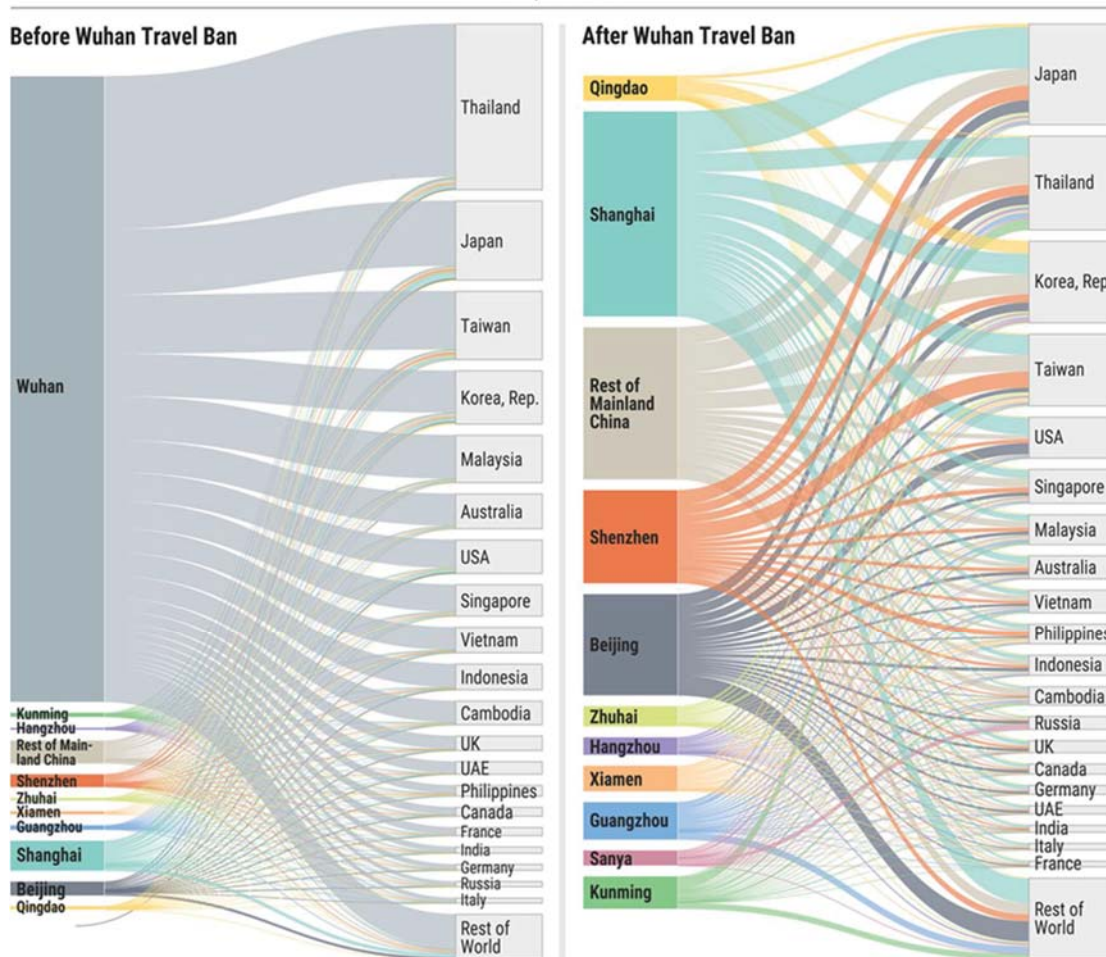 Before Wuhan Travel Ban
Wuhan
Kunming
Hangzhou
Rest of Main-
land China
Shenzhen
Zhuhai
Xiamen
Guangzhou
Shanghai
Beijing
Qingdao
Thailand
Japan
Taiwan
Korea, Rep.
Malaysia
Australia
USA
Singapore
Vietnam
Indonesia
Cambodia
UK
UAE
Philippines
Canada
France
India
Germany
Russia
Italy
Rest of
World
After Wuhan Travel Ban
Qingdao
Shanghai
Rest of
Mainland
China
Shenzhen
Beijing
Zhuhai
Hangzhou
Xiamen
Guangzhou
Sanya
Kunming
Japan
Thailand
Korea, Rep
Taiwan
USA
Singapore
Malaysia
Australia
Vietnam
Philippines
Indonesia
Cambodia
Russia
UK
Canada
Germany
UAE
India
Italy
France
Rest of
World